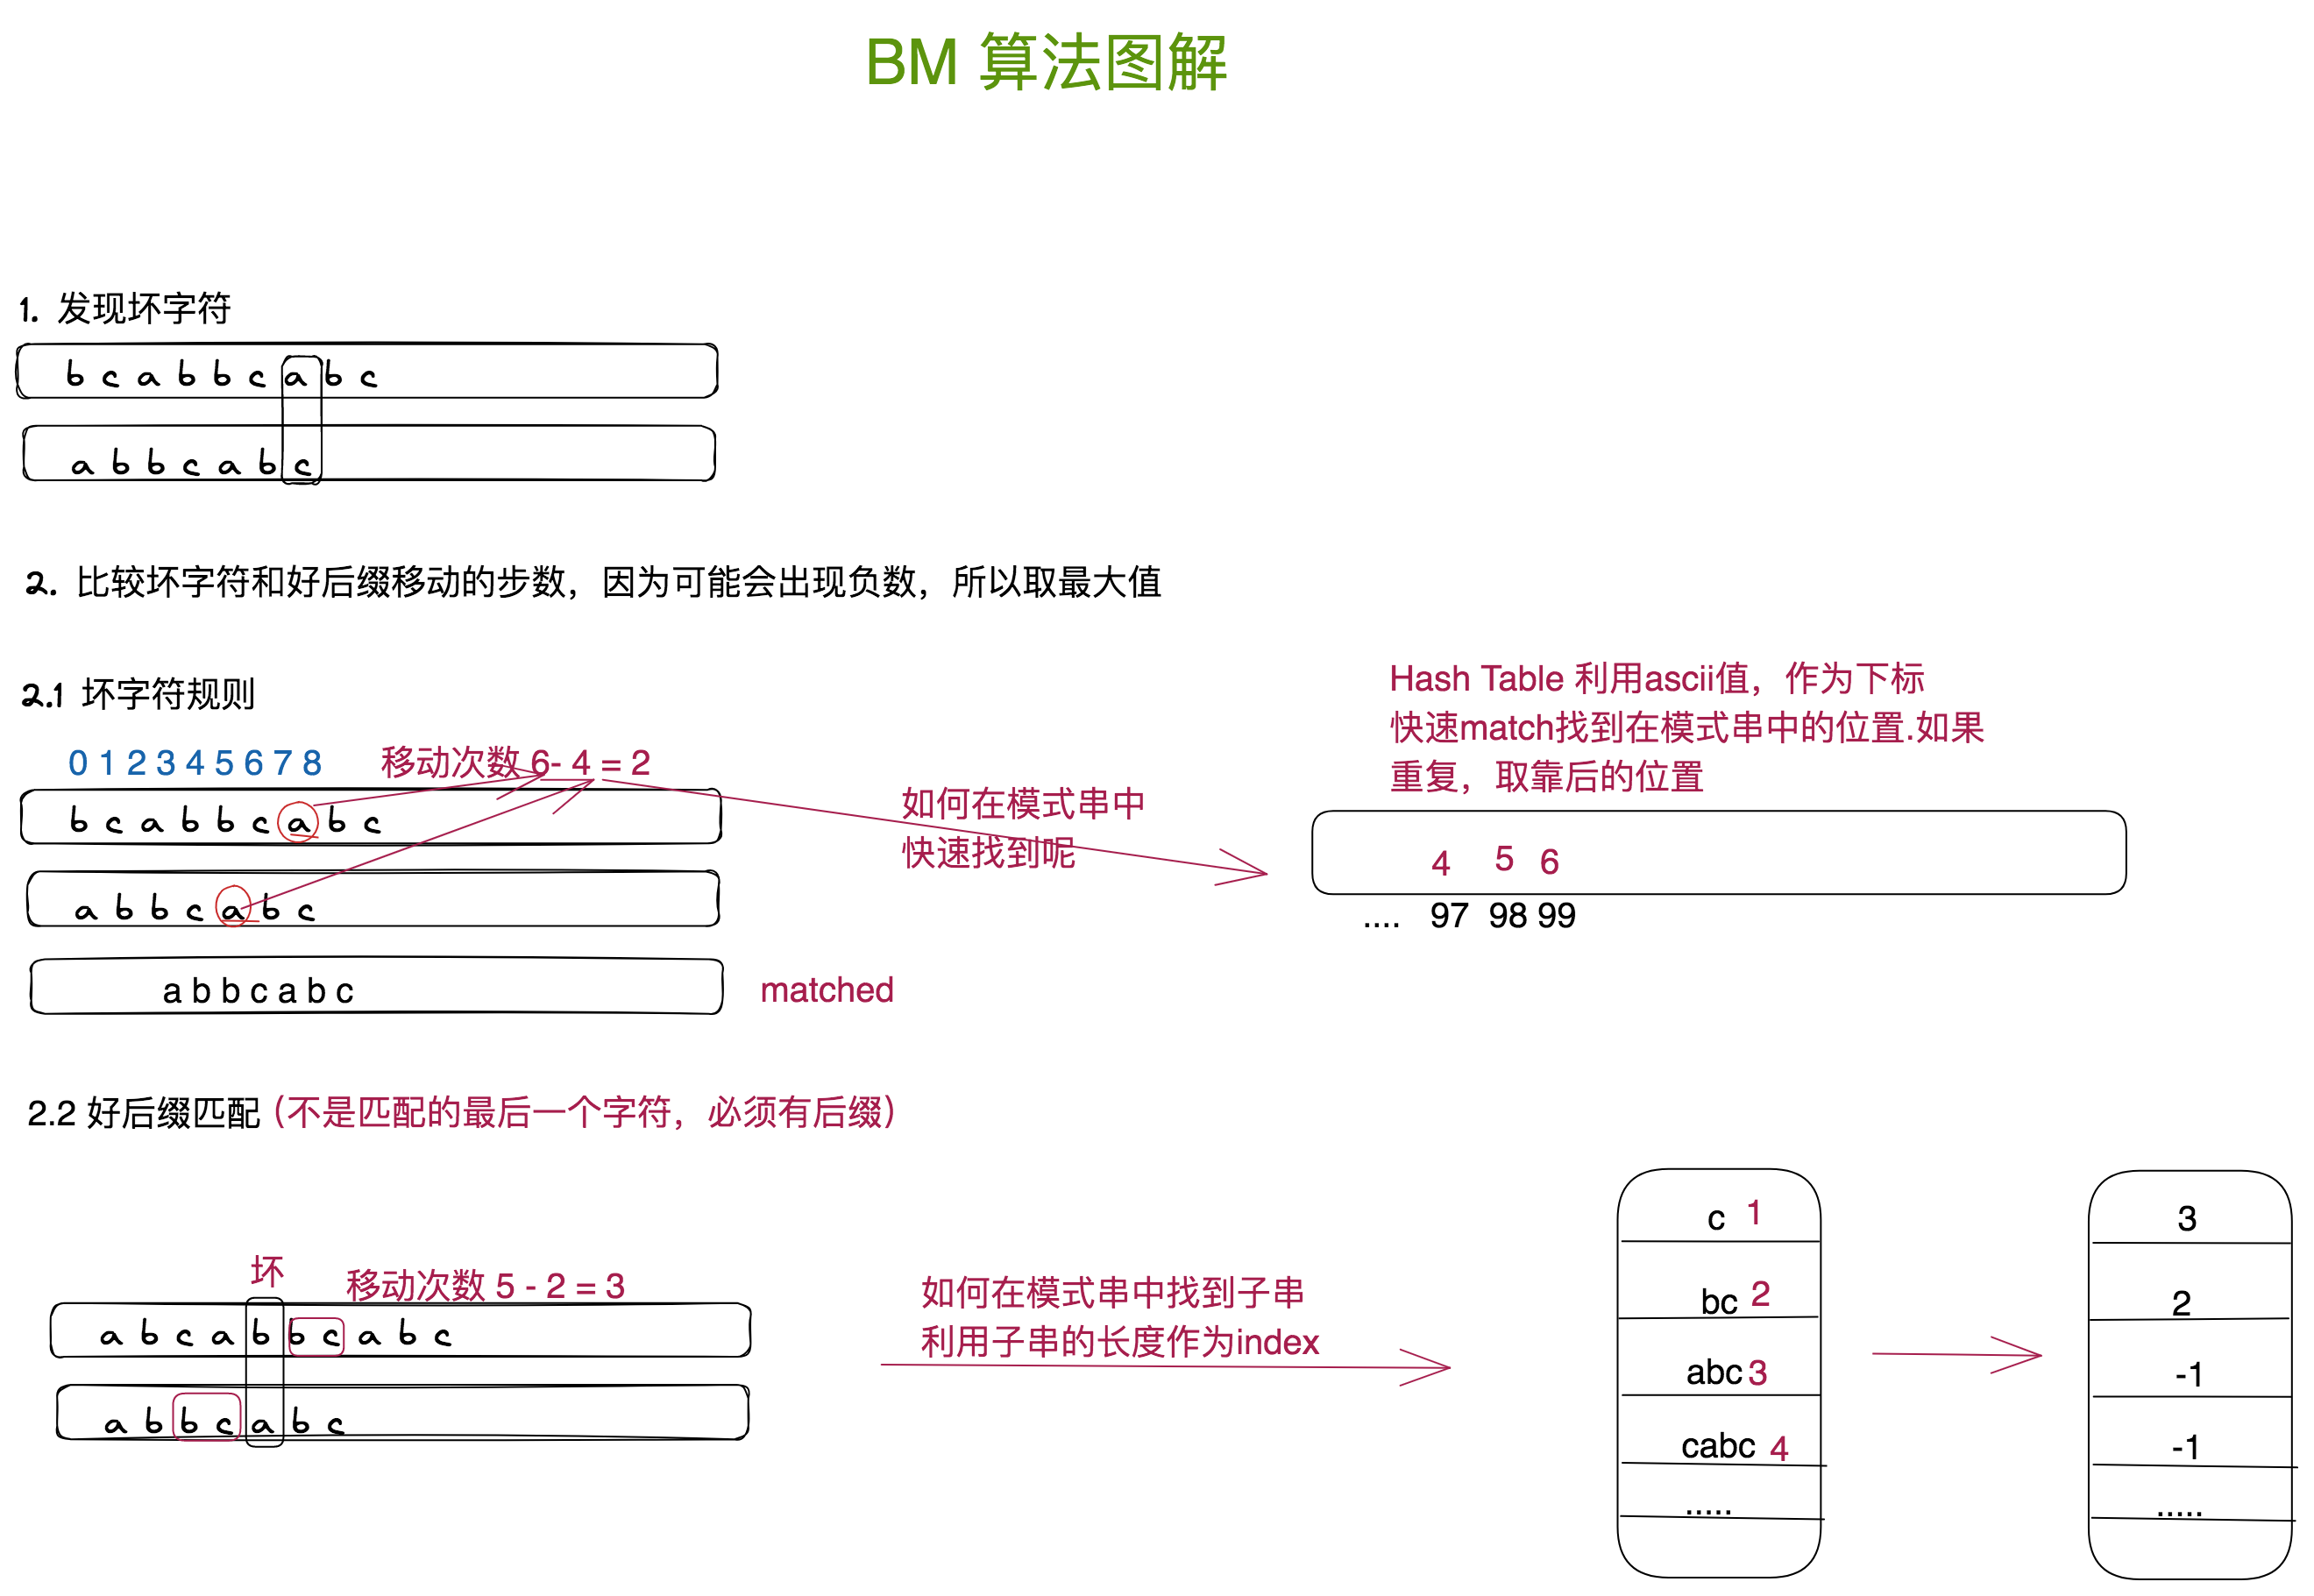 BM 算法图解
1. 发现坏字符
b c a b b c a b c
a b b c a b c
2. 比较坏字符和好后缀移动的步数，因为可能会出现负数，所以取最大值
2.1 坏字符规则
0 1 2 3 4 5 6 7 8
移动次数 6- 4 = 2
b c a b b c a b c
a b b c a b c
a b b c a b c
matched
如何在模式串中
快速找到呢
Hash Table 利用ascii值，作为下标
快速match找到在模式串中的位置.如果
重复，取靠后的位置
4 5 6
.... 97 98 99
2.2 好后缀匹配 (不是匹配的最后一个字符，必须有后缀)
坏
移动次数 5 - 2 = 3
a b c a b b c a b c
a b b c a b c
如何在模式串中找到子串
利用子串的长度作为index
c 1
bc 2
abc 3
cabc 4
.....
3
2
-1
-1
.....